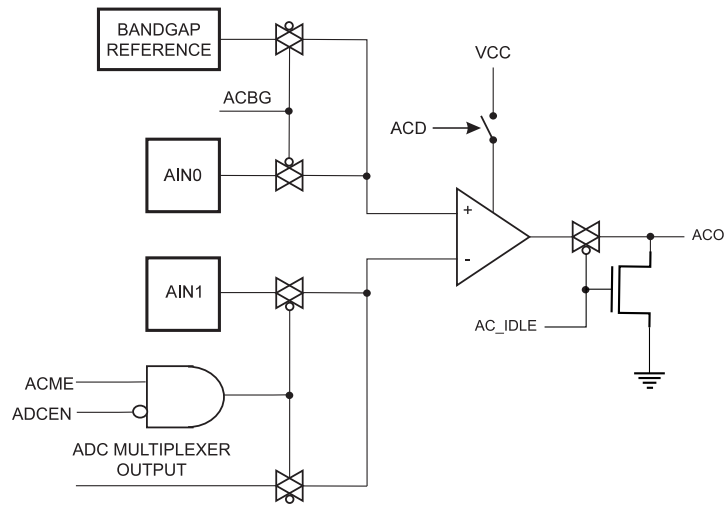 BANDGAP
REFERENCE
VCC
ACBG
ACD
AIN0
+
-
ACO
AIN1
AC_IDLE
ACME
ADCEN
ADC MULTIPLEXER
OUTPUT